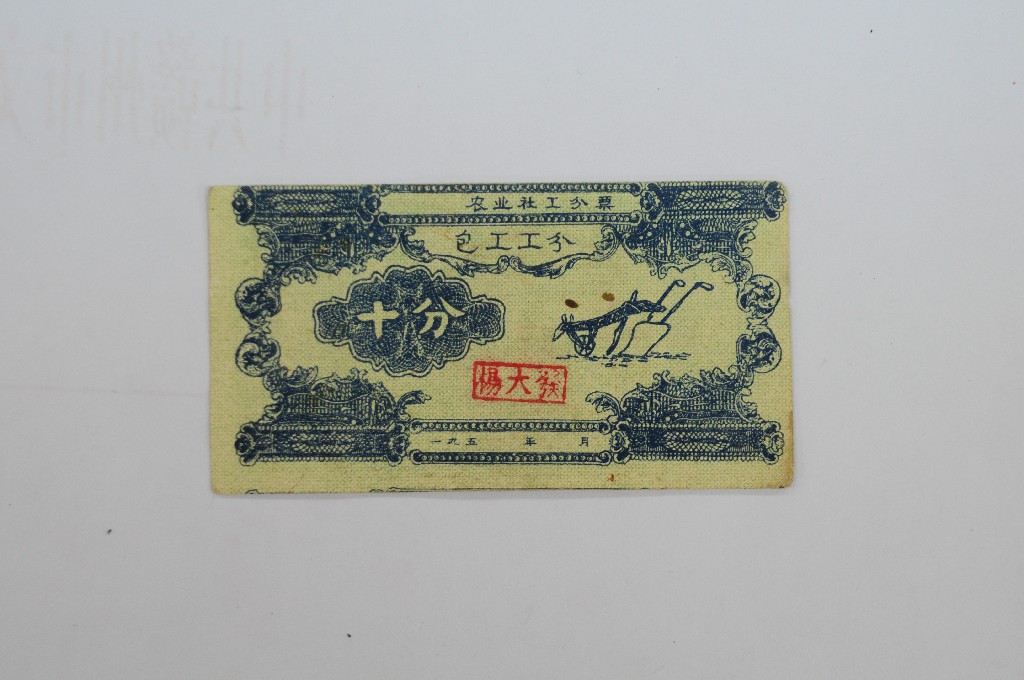 农业社工分票
包工工分
十分
杨大发
一九五 年 月